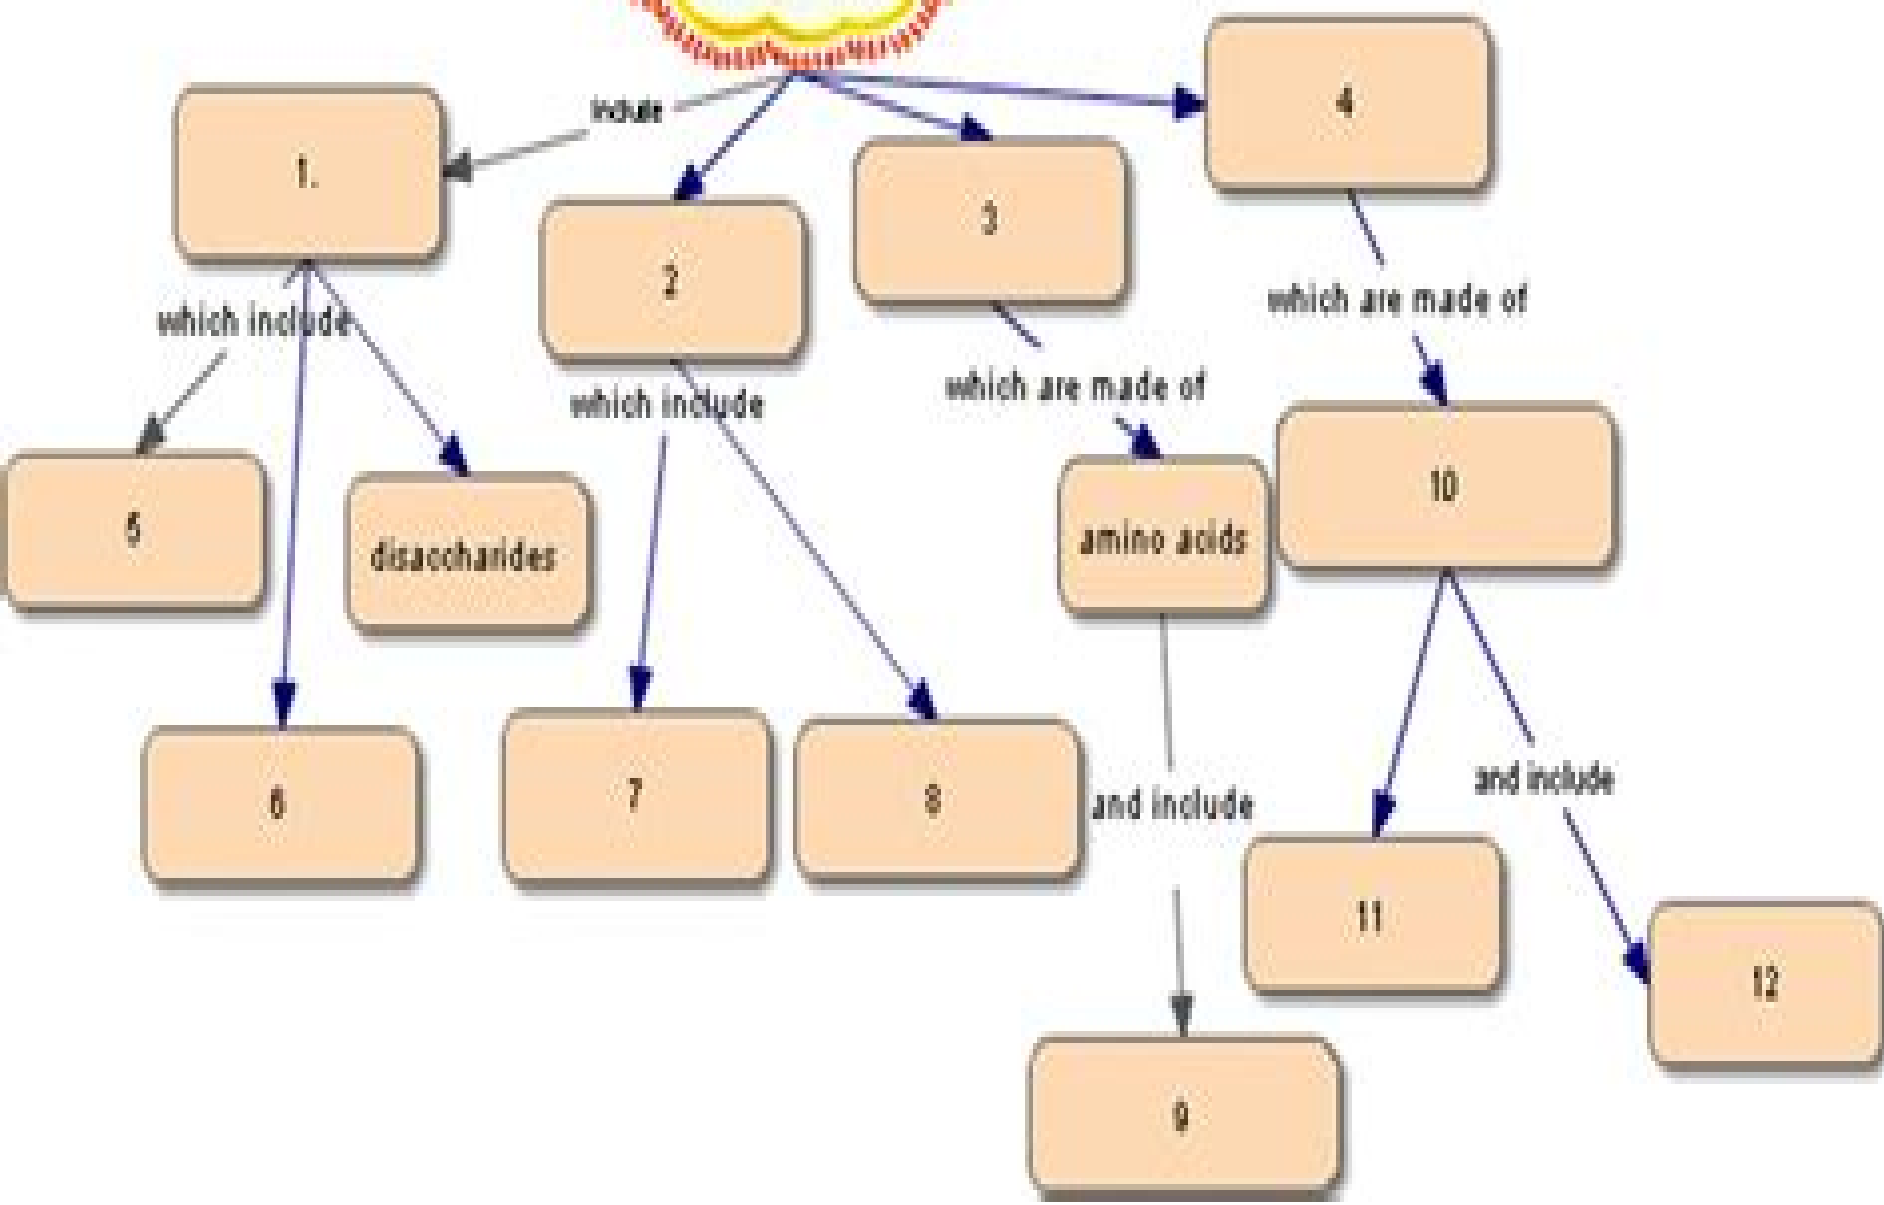 include
4
1.
3
2
which are made of
which include
which are made of
which include
10
5
amino acids
disaccharides
and include
7
8
6
and include
11
12
9